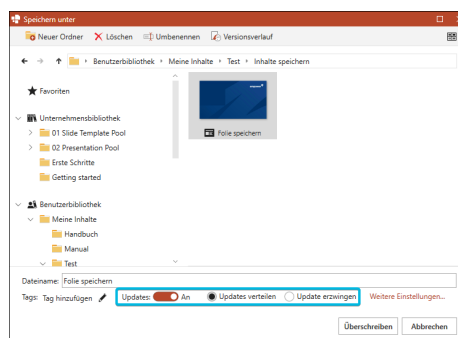 Speichern unter
Neuer Ordner Löschen Umbenennen Versionsverlauf
Benutzerbibliothek Meine Inhalte Test Inhalte speichern
Favoriten
Unternehmensbibliothek
01 Slide Template Pool
02 Presentation Pool
Erste Schritte
Getting started
Benutzerbibliothek
Meine Inhalte
Handbuch
Manual
Test
Folie speichern
Dateiname: Folie speichern
Tags: Tag hinzufügen Updates: An Updates verteilen Update erzwingen Weitere Einstellungen...
Überschreiben Abbrechen